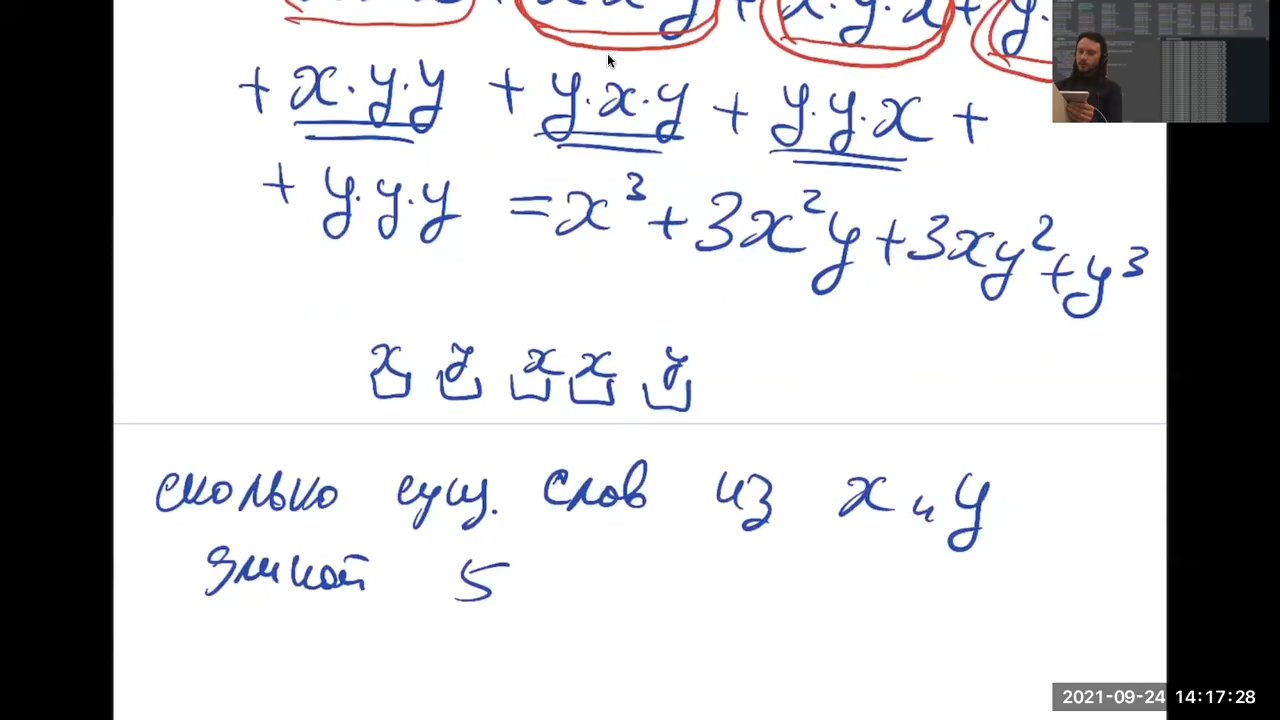 + x·y·y + y·x·y + y·y·x +
+ y·y·y = x³ + 3x²y + 3xy² + y³
x y x x y
сколько сущ. слов из x и y
длиной 5
2021-09-24 14:17:28